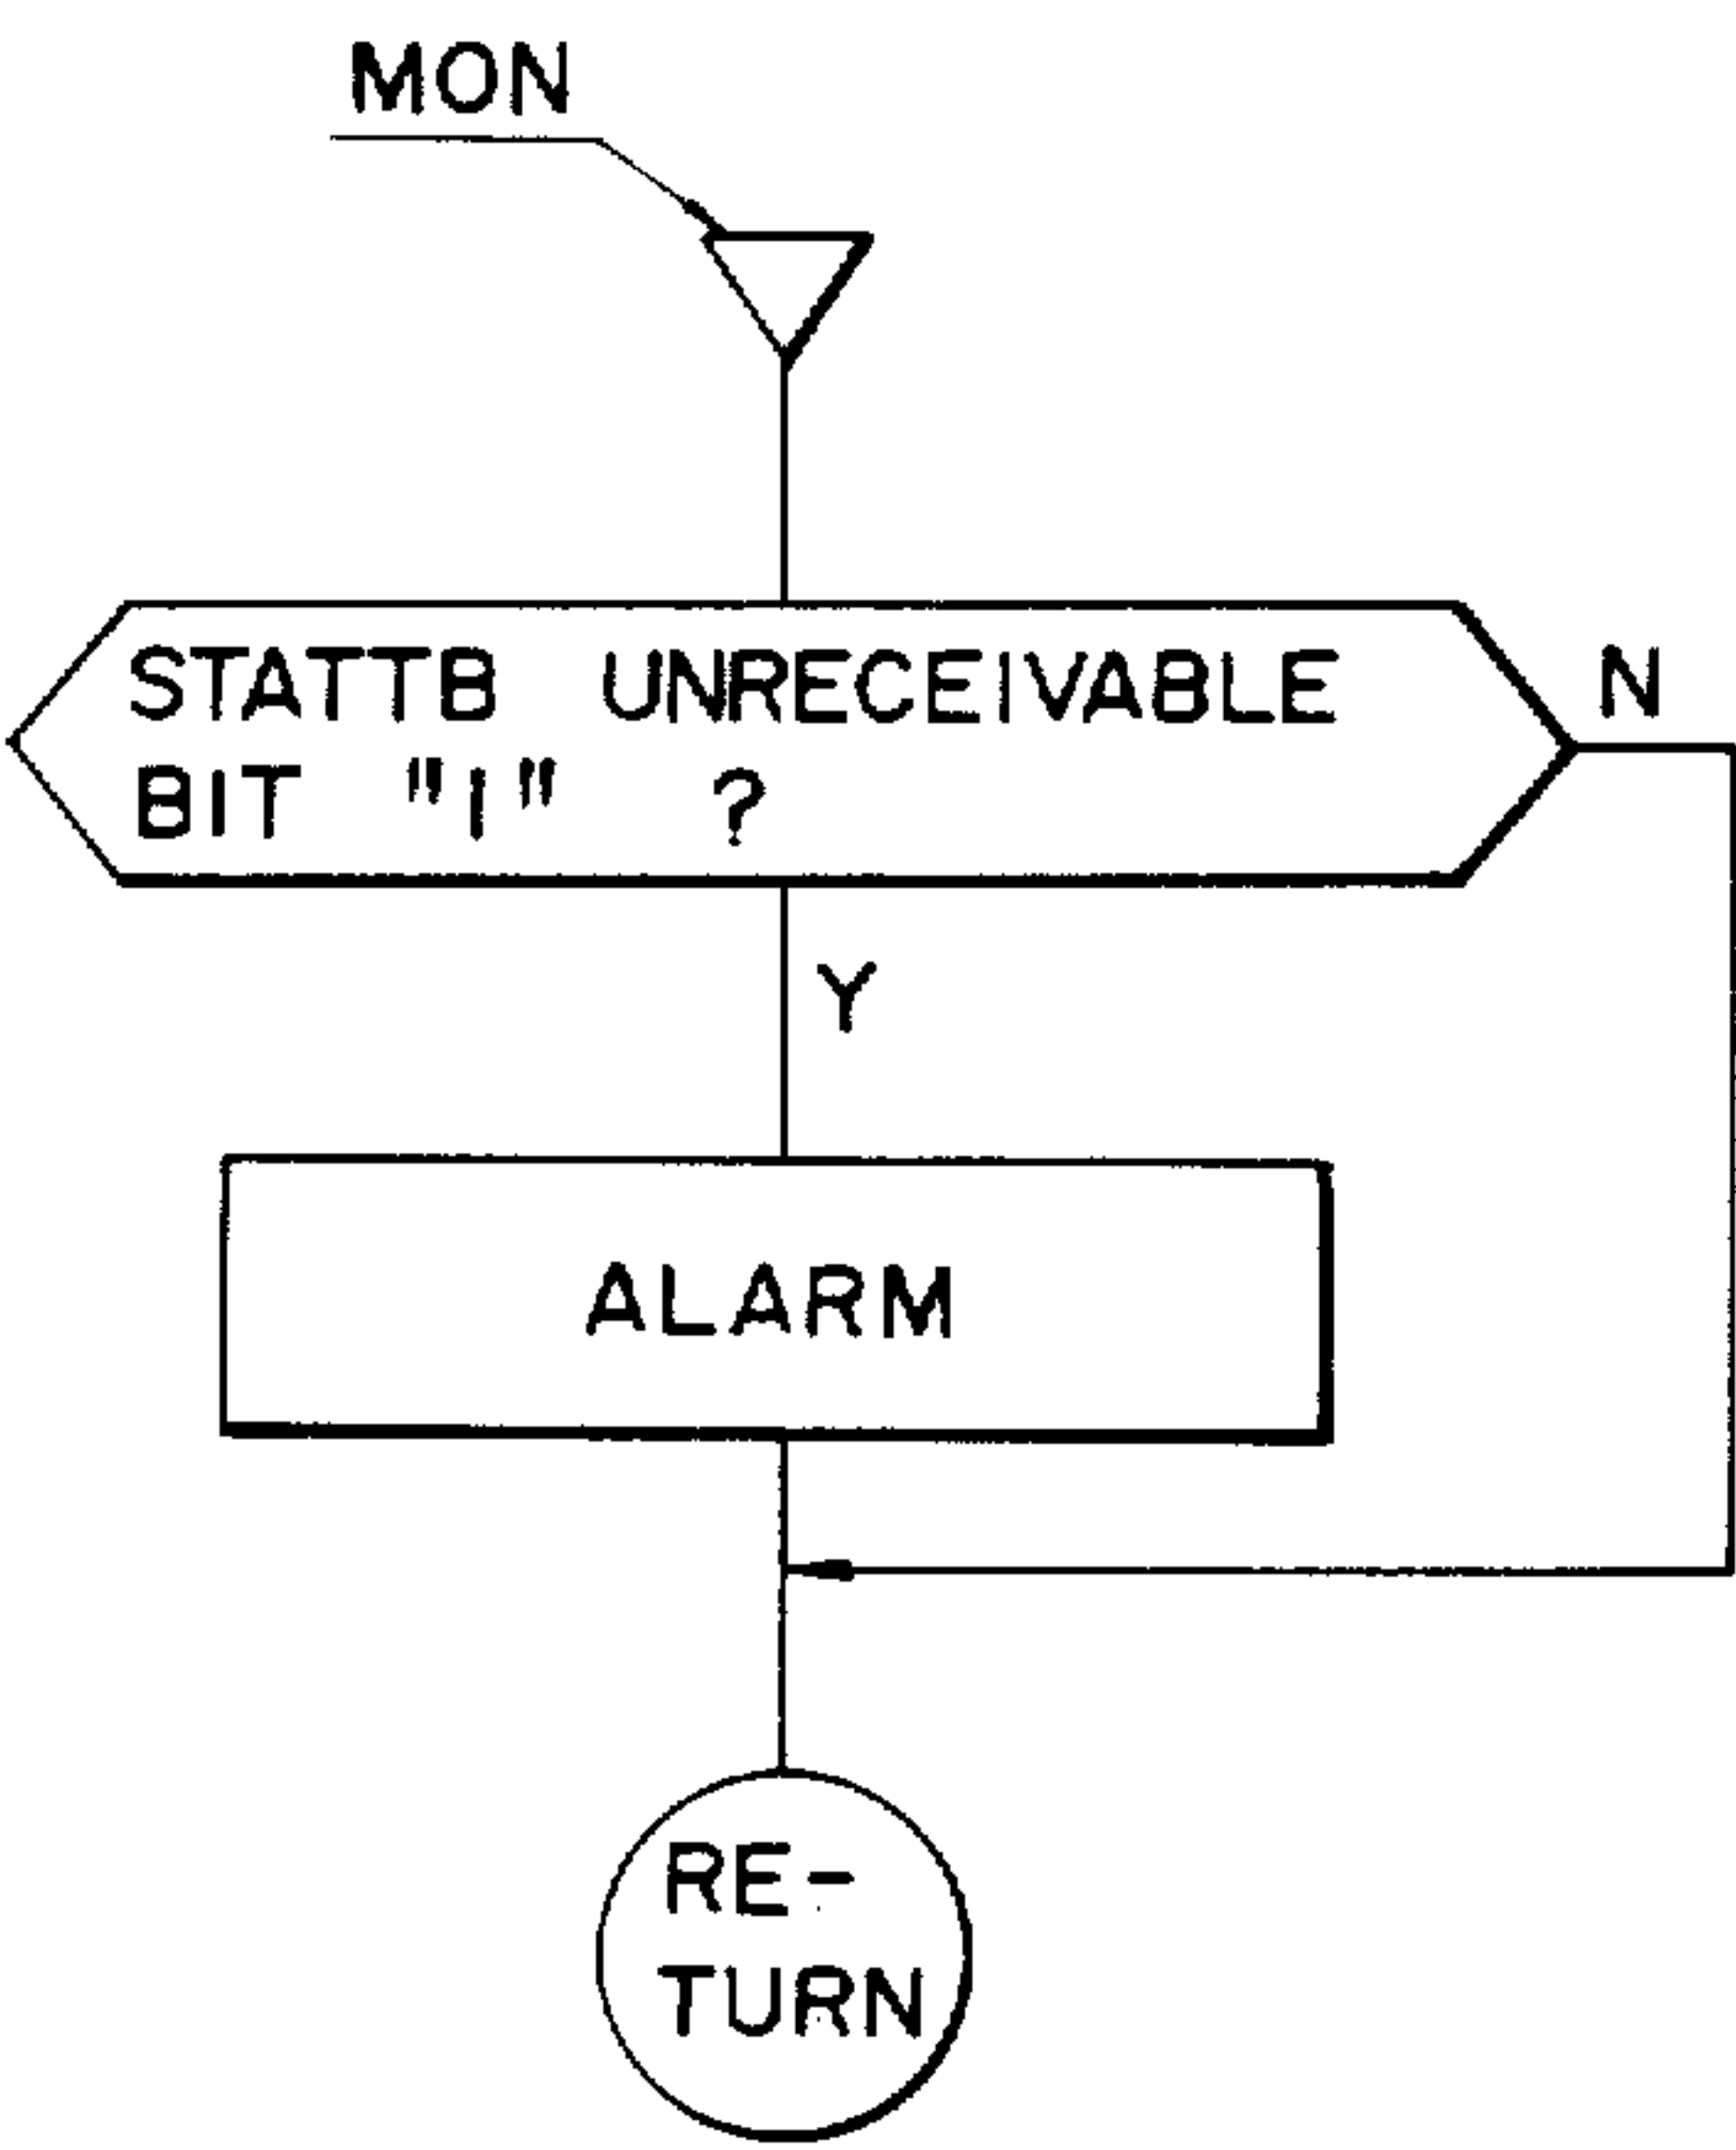 MON
STATTB UNRECEIVABLE
BIT "1" ?
N
Y
ALARM
RE-
TURN